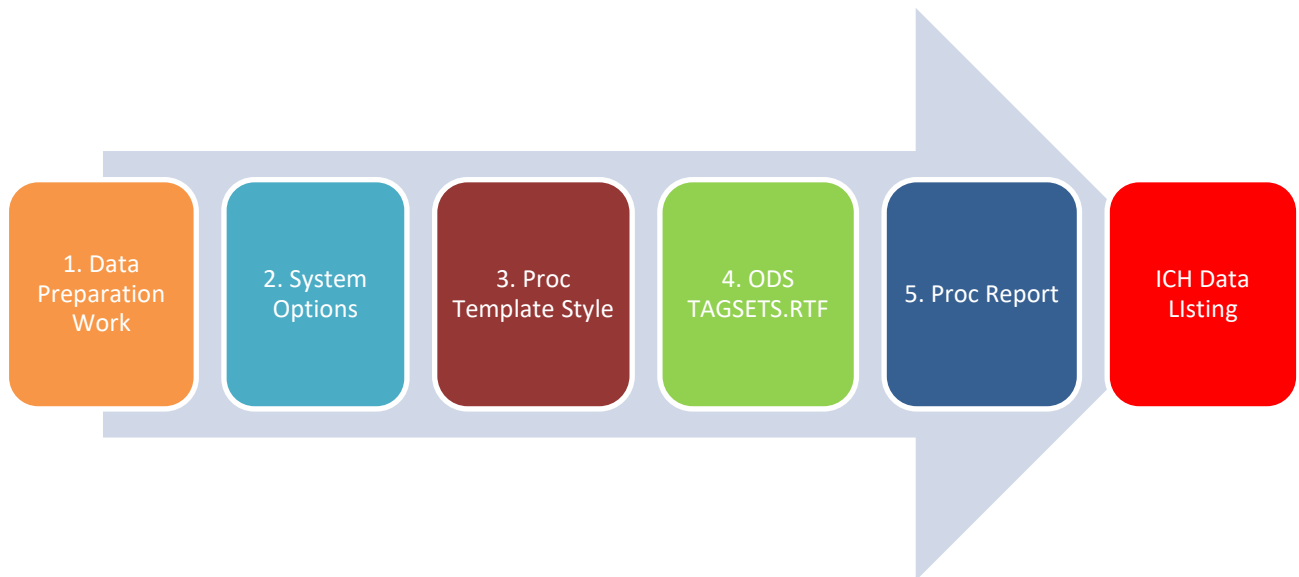 1. Data
Preparation
Work
2. System
Options
3. Proc
Template Style
4. ODS
TAGSETS.RTF
5. Proc Report
ICH Data
LIsting